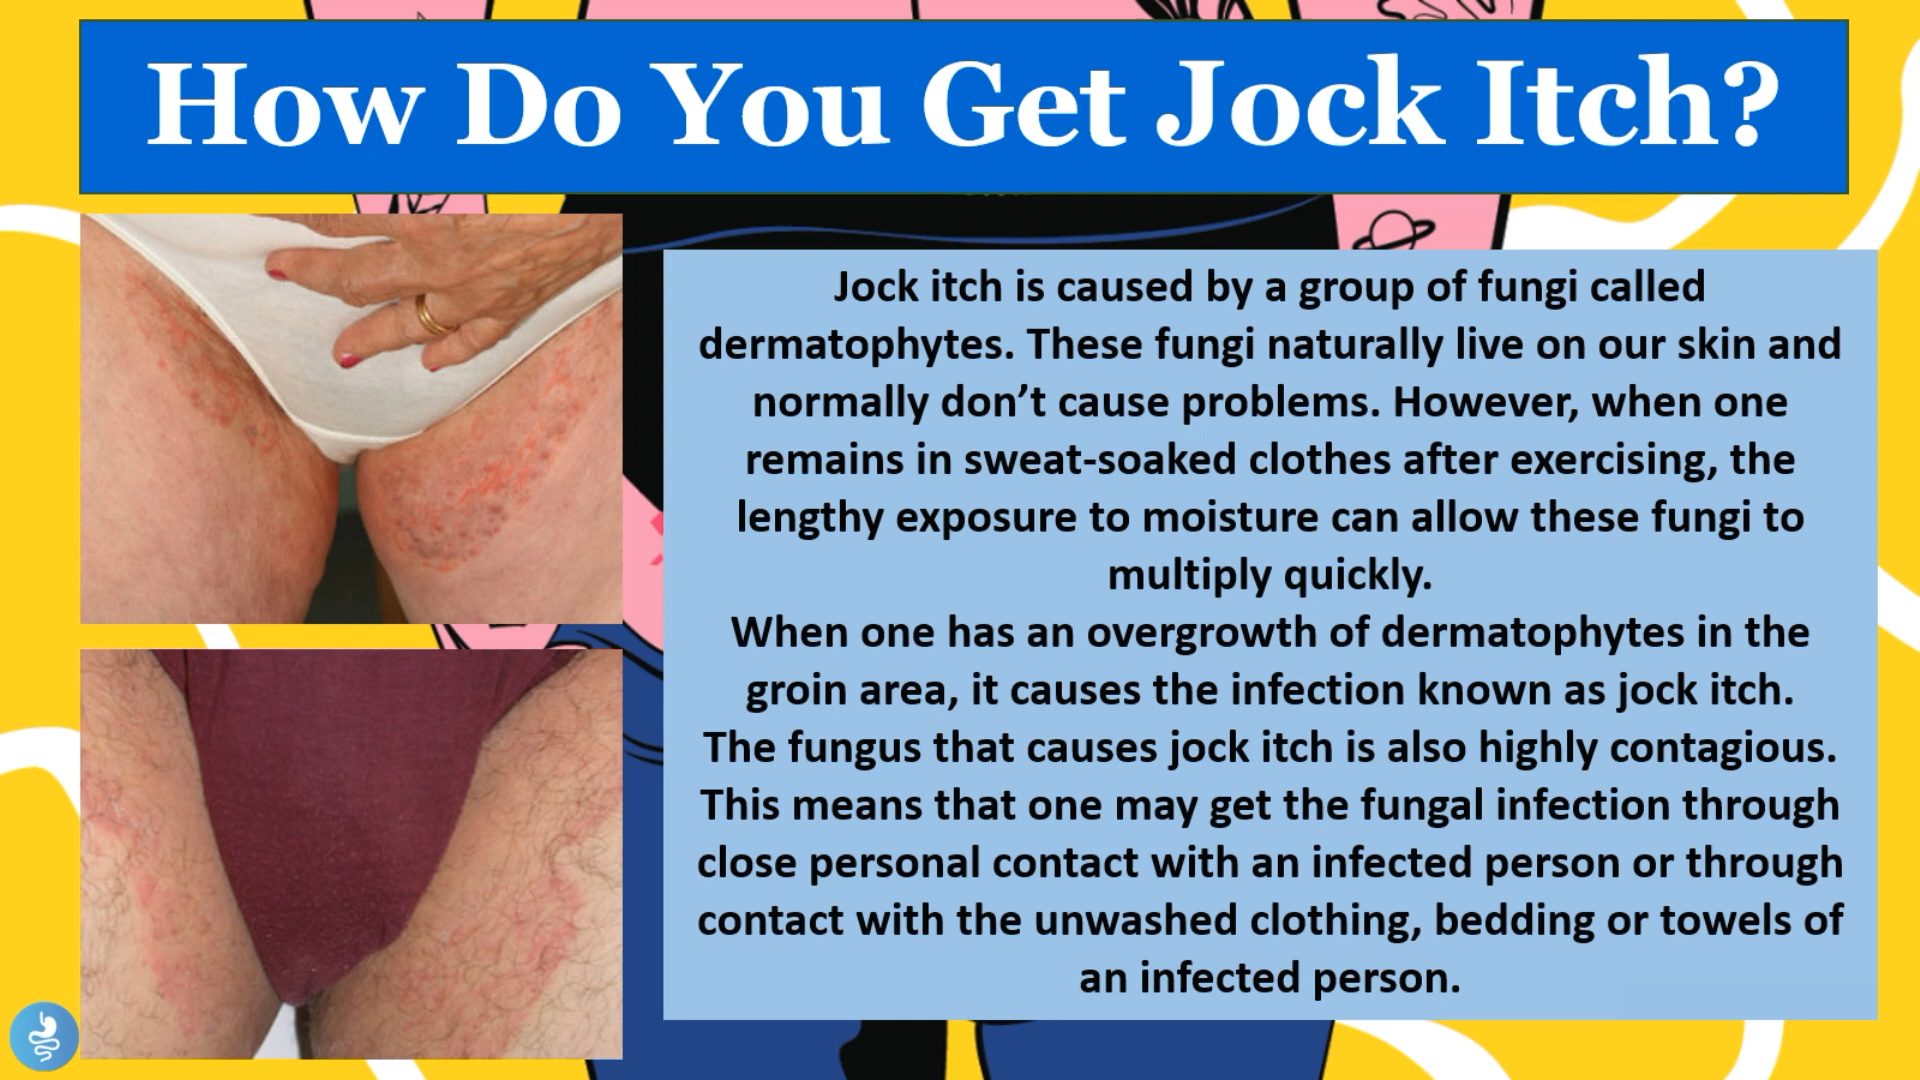 How Do You Get Jock Itch?
Jock itch is caused by a group of fungi called
dermatophytes. These fungi naturally live on our skin and
normally don’t cause problems. However, when one
remains in sweat-soaked clothes after exercising, the
lengthy exposure to moisture can allow these fungi to
multiply quickly.
When one has an overgrowth of dermatophytes in the
groin area, it causes the infection known as jock itch.
The fungus that causes jock itch is also highly contagious.
This means that one may get the fungal infection through
close personal contact with an infected person or through
contact with the unwashed clothing, bedding or towels of
an infected person.